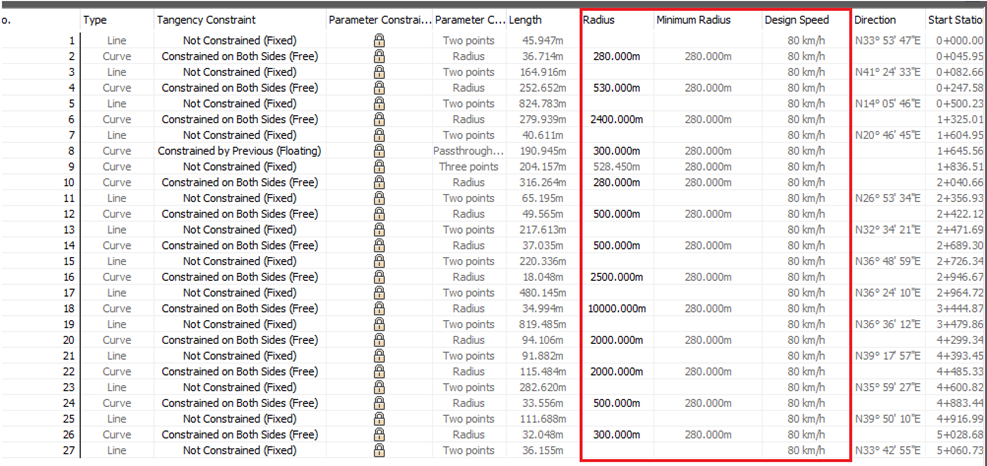 o. Type Tangency Constraint Parameter Constrai... Parameter C... Length Radius Minimum Radius Design Speed Direction Start Statio
1 Line Not Constrained (Fixed) Two points 45.947m 80 km/h N33° 53' 47"E 0+000.00
2 Curve Constrained on Both Sides (Free) Radius 36.714m 280.000m 280.000m 80 km/h 0+045.95
3 Line Not Constrained (Fixed) Two points 164.916m 80 km/h N41° 24' 33"E 0+082.66
4 Curve Constrained on Both Sides (Free) Radius 252.652m 530.000m 280.000m 80 km/h 0+247.58
5 Line Not Constrained (Fixed) Two points 824.783m 80 km/h N14° 05' 46"E 0+500.23
6 Curve Constrained on Both Sides (Free) Radius 279.939m 2400.000m 280.000m 80 km/h 1+325.01
7 Line Not Constrained (Fixed) Two points 40.611m 80 km/h N20° 46' 45"E 1+604.95
8 Curve Constrained by Previous (Floating) Passthrough... 190.945m 300.000m 280.000m 80 km/h 1+645.56
9 Curve Not Constrained (Fixed) Three points 204.157m 528.450m 280.000m 80 km/h 1+836.51
10 Curve Constrained on Both Sides (Free) Radius 316.264m 280.000m 280.000m 80 km/h 2+040.66
11 Line Not Constrained (Fixed) Two points 65.195m 80 km/h N26° 53' 34"E 2+356.93
12 Curve Constrained on Both Sides (Free) Radius 49.565m 500.000m 280.000m 80 km/h 2+422.12
13 Line Not Constrained (Fixed) Two points 217.613m 80 km/h N32° 34' 21"E 2+471.69
14 Curve Constrained on Both Sides (Free) Radius 37.035m 500.000m 280.000m 80 km/h 2+689.30
15 Line Not Constrained (Fixed) Two points 220.336m 80 km/h N36° 48' 59"E 2+726.34
16 Curve Constrained on Both Sides (Free) Radius 18.048m 2500.000m 280.000m 80 km/h 2+946.67
17 Line Not Constrained (Fixed) Two points 480.145m 80 km/h N36° 24' 10"E 2+964.72
18 Curve Constrained on Both Sides (Free) Radius 34.994m 10000.000m 280.000m 80 km/h 3+444.87
19 Line Not Constrained (Fixed) Two points 819.485m 80 km/h N36° 36' 12"E 3+479.86
20 Curve Constrained on Both Sides (Free) Radius 94.106m 2000.000m 280.000m 80 km/h 4+299.34
21 Line Not Constrained (Fixed) Two points 91.882m 80 km/h N39° 17' 57"E 4+393.45
22 Curve Constrained on Both Sides (Free) Radius 115.484m 2000.000m 280.000m 80 km/h 4+485.33
23 Line Not Constrained (Fixed) Two points 282.620m 80 km/h N35° 59' 27"E 4+600.82
24 Curve Constrained on Both Sides (Free) Radius 33.556m 500.000m 280.000m 80 km/h 4+883.44
25 Line Not Constrained (Fixed) Two points 111.688m 80 km/h N39° 50' 10"E 4+916.99
26 Curve Constrained on Both Sides (Free) Radius 32.048m 300.000m 280.000m 80 km/h 5+028.68
27 Line Not Constrained (Fixed) Two points 36.155m 80 km/h N33° 42' 55"E 5+060.73